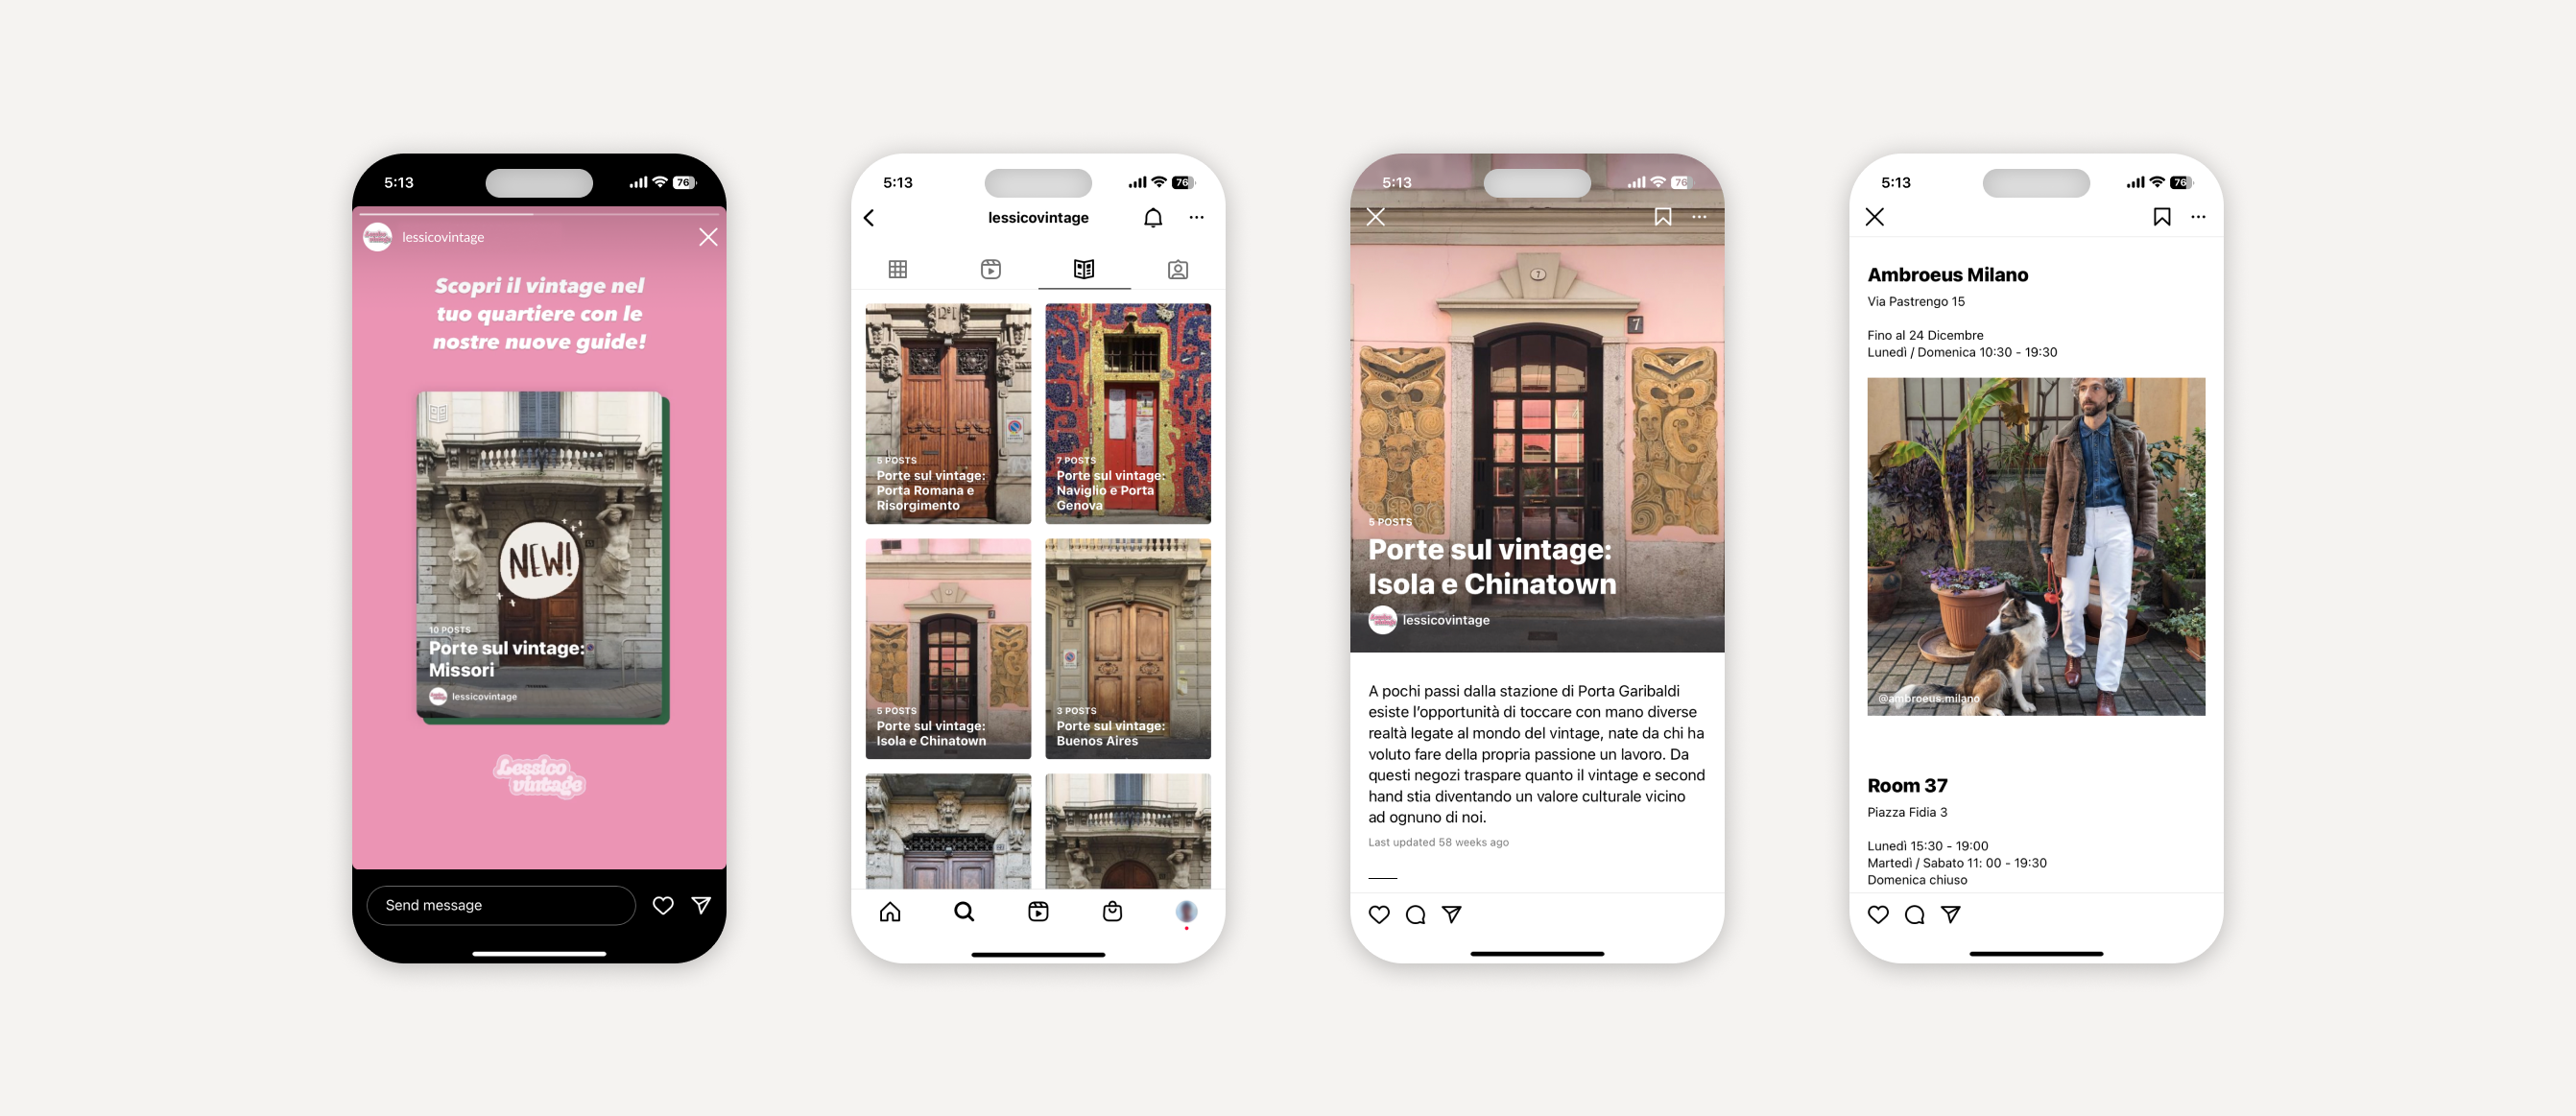 5:13
76
lessicovintage
Scopri il vintage nel
tuo quartiere con le
nostre nuove guide!
NEW!
10 POSTS
Porte sul vintage:
Missori
lessicovintage
Lessico
vintage
Send message
5:13
76
lessicovintage
5 POSTS
Porte sul vintage:
Porta Romana e
Risorgimento
7 POSTS
Porte sul vintage:
Naviglio e Porta
Genova
5 POSTS
Porte sul vintage:
Isola e Chinatown
3 POSTS
Porte sul vintage:
Buenos Aires
5:13
76
7
7
5 POSTS
Porte sul vintage:
Isola e Chinatown
lessicovintage
A pochi passi dalla stazione di Porta Garibaldi
esiste l’opportunità di toccare con mano diverse
realtà legate al mondo del vintage, nate da chi ha
voluto fare della propria passione un lavoro. Da
questi negozi traspare quanto il vintage e second
hand stia diventando un valore culturale vicino
ad ognuno di noi.
Last updated 58 weeks ago
5:13
76
Ambroeus Milano
Via Pastrengo 15
Fino al 24 Dicembre
Lunedì / Domenica 10:30 - 19:30
@ambroeus.milano
Room 37
Piazza Fidia 3
Lunedì 15:30 - 19:00
Martedì / Sabato 11: 00 - 19:30
Domenica chiuso